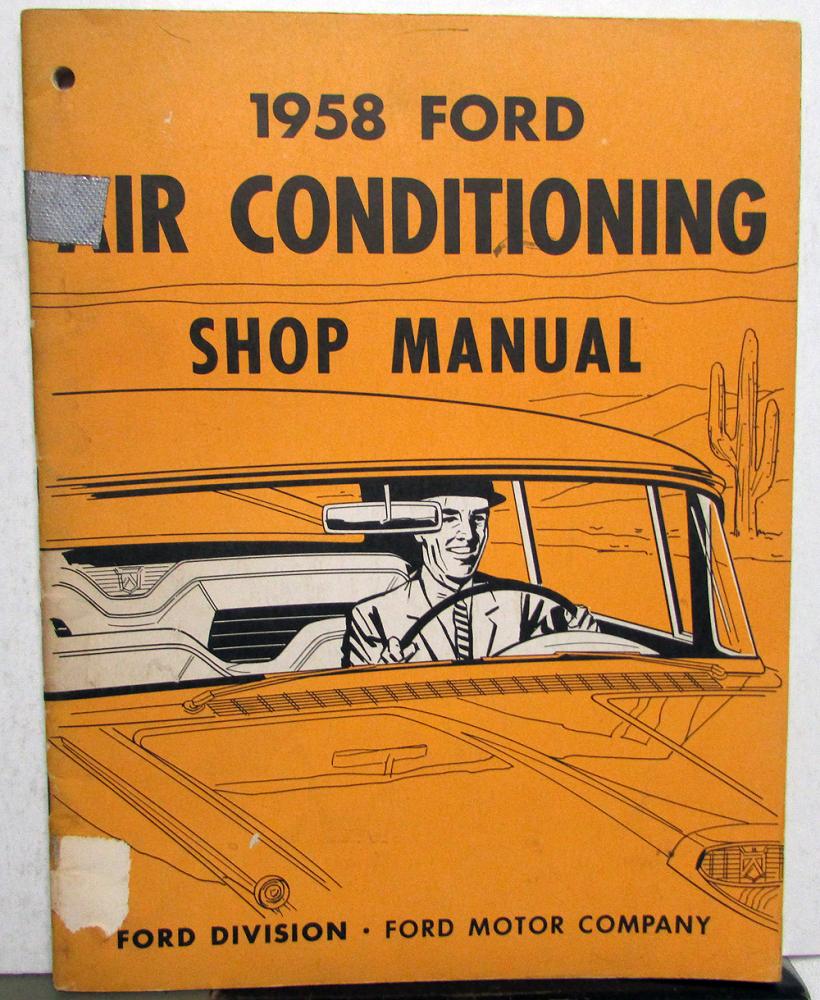 1958 FORD
AIR CONDITIONING
SHOP MANUAL
FORD DIVISION • FORD MOTOR COMPANY